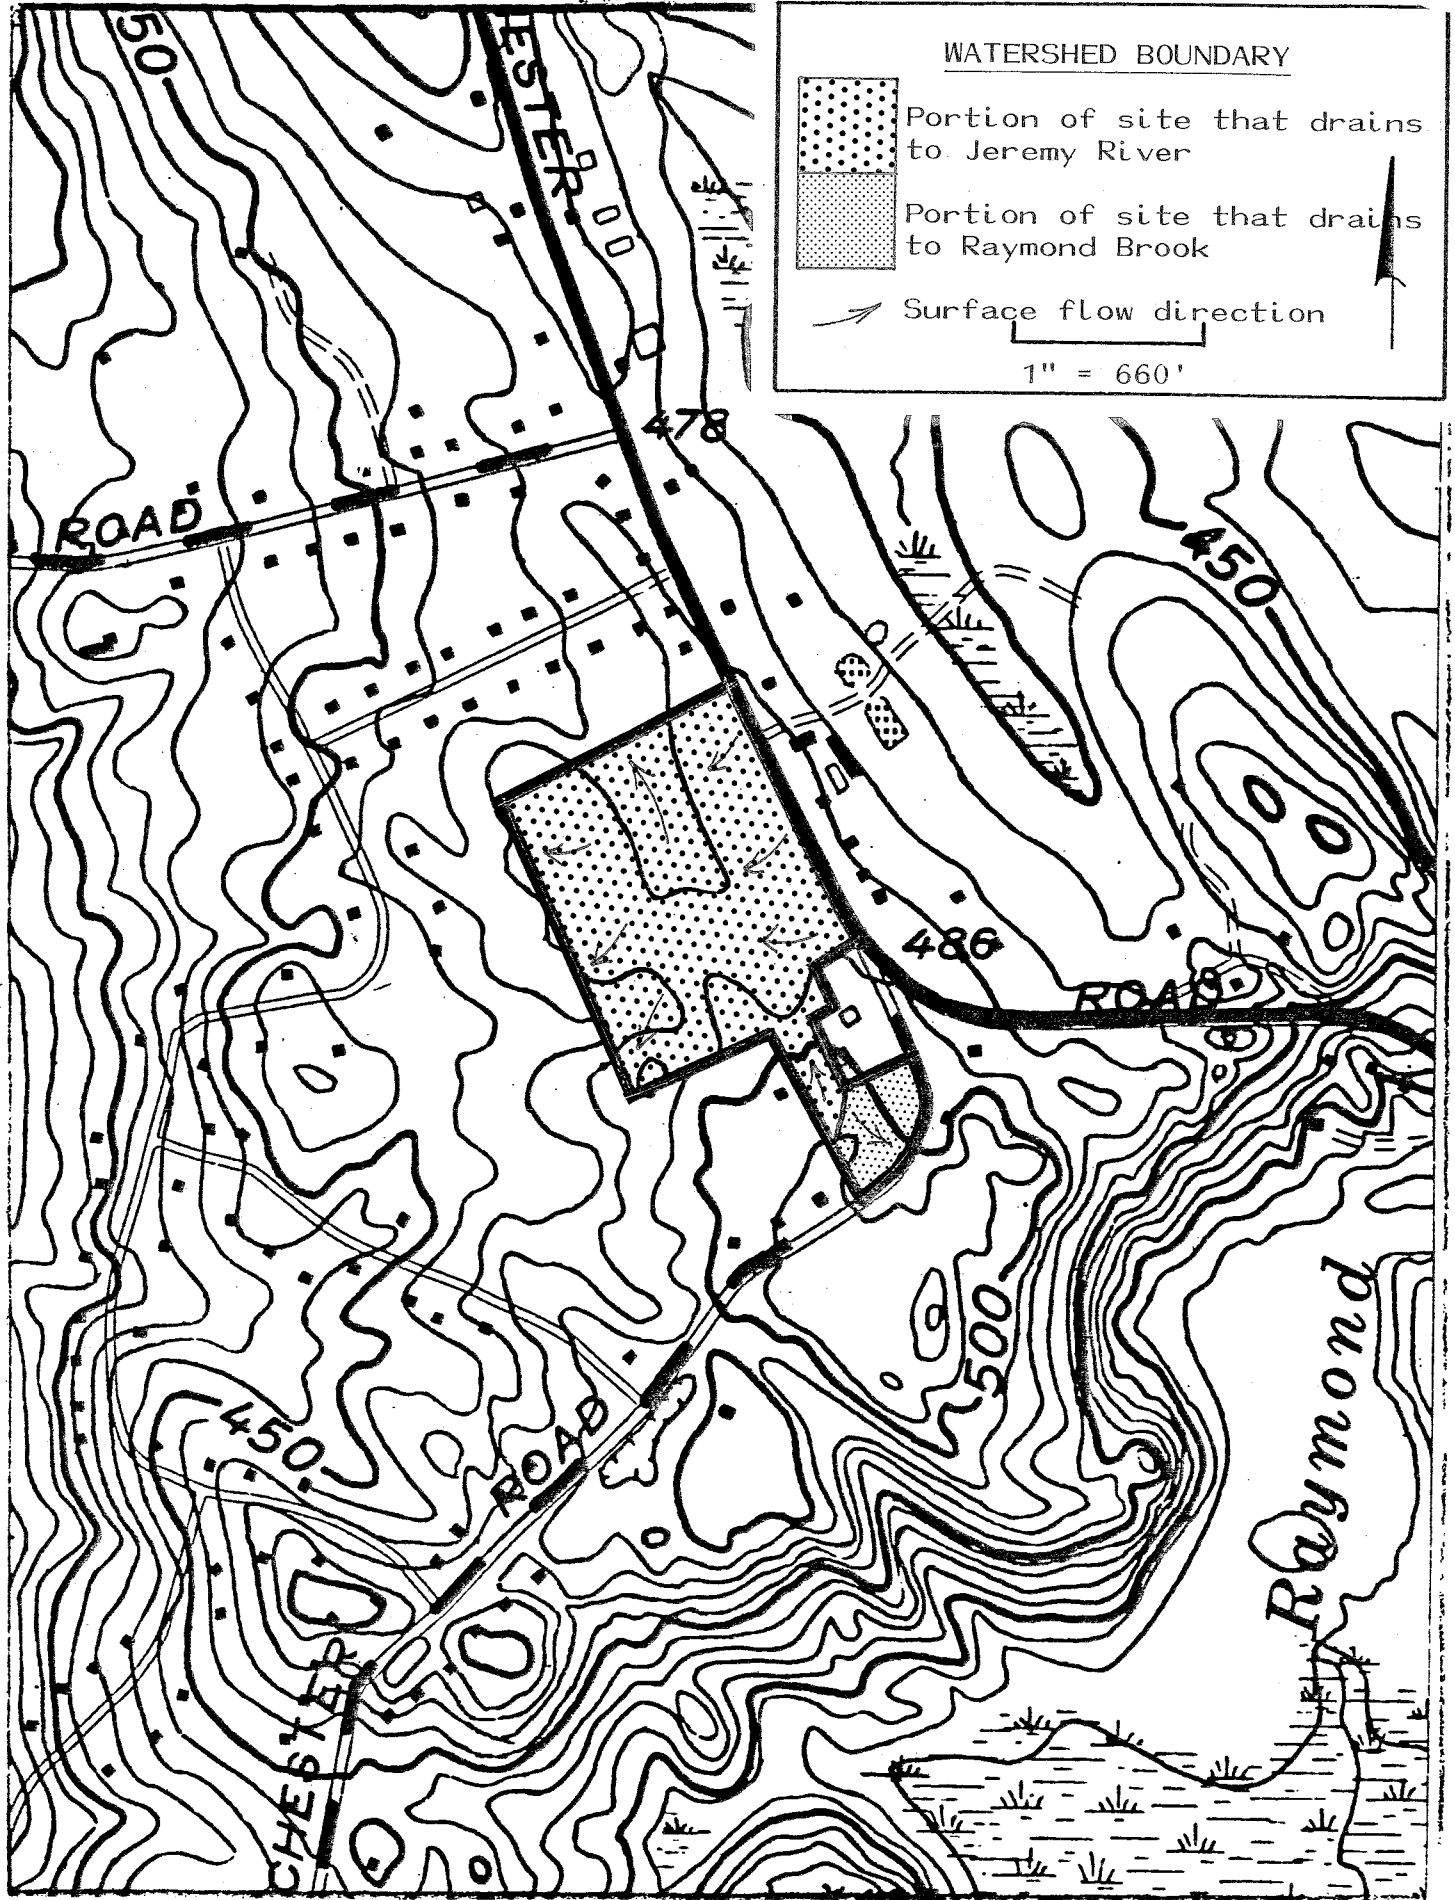 WATERSHED BOUNDARY
Portion of site that drains
to Jeremy River
Portion of site that drains
to Raymond Brook
Surface flow direction
1" = 660'
50
ESTER
478
ROAD
450
486
ROAD
500
450
ROAD
Raymond
CHESTER